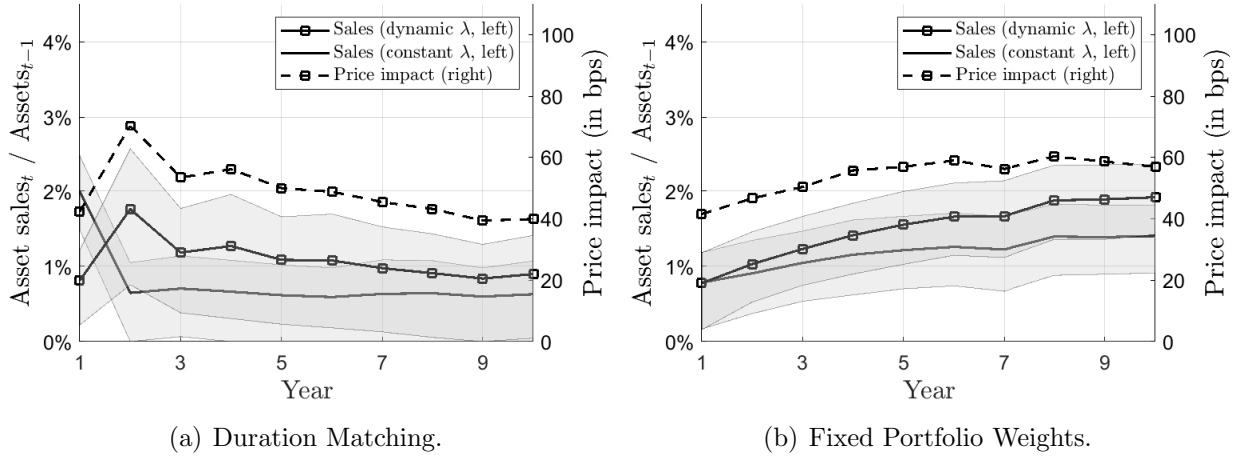 Asset sales_t / Assets_{t−1}
4%
3%
2%
1%
0%
Sales (dynamic λ, left)
Sales (constant λ, left)
Price impact (right)
100
80
60
40
20
0
Price impact (in bps)
1 3 5 7 9
Year
(a) Duration Matching.
Asset sales_t / Assets_{t−1}
4%
3%
2%
1%
0%
Sales (dynamic λ, left)
Sales (constant λ, left)
Price impact (right)
100
80
60
40
20
0
Price impact (in bps)
1 3 5 7 9
Year
(b) Fixed Portfolio Weights.